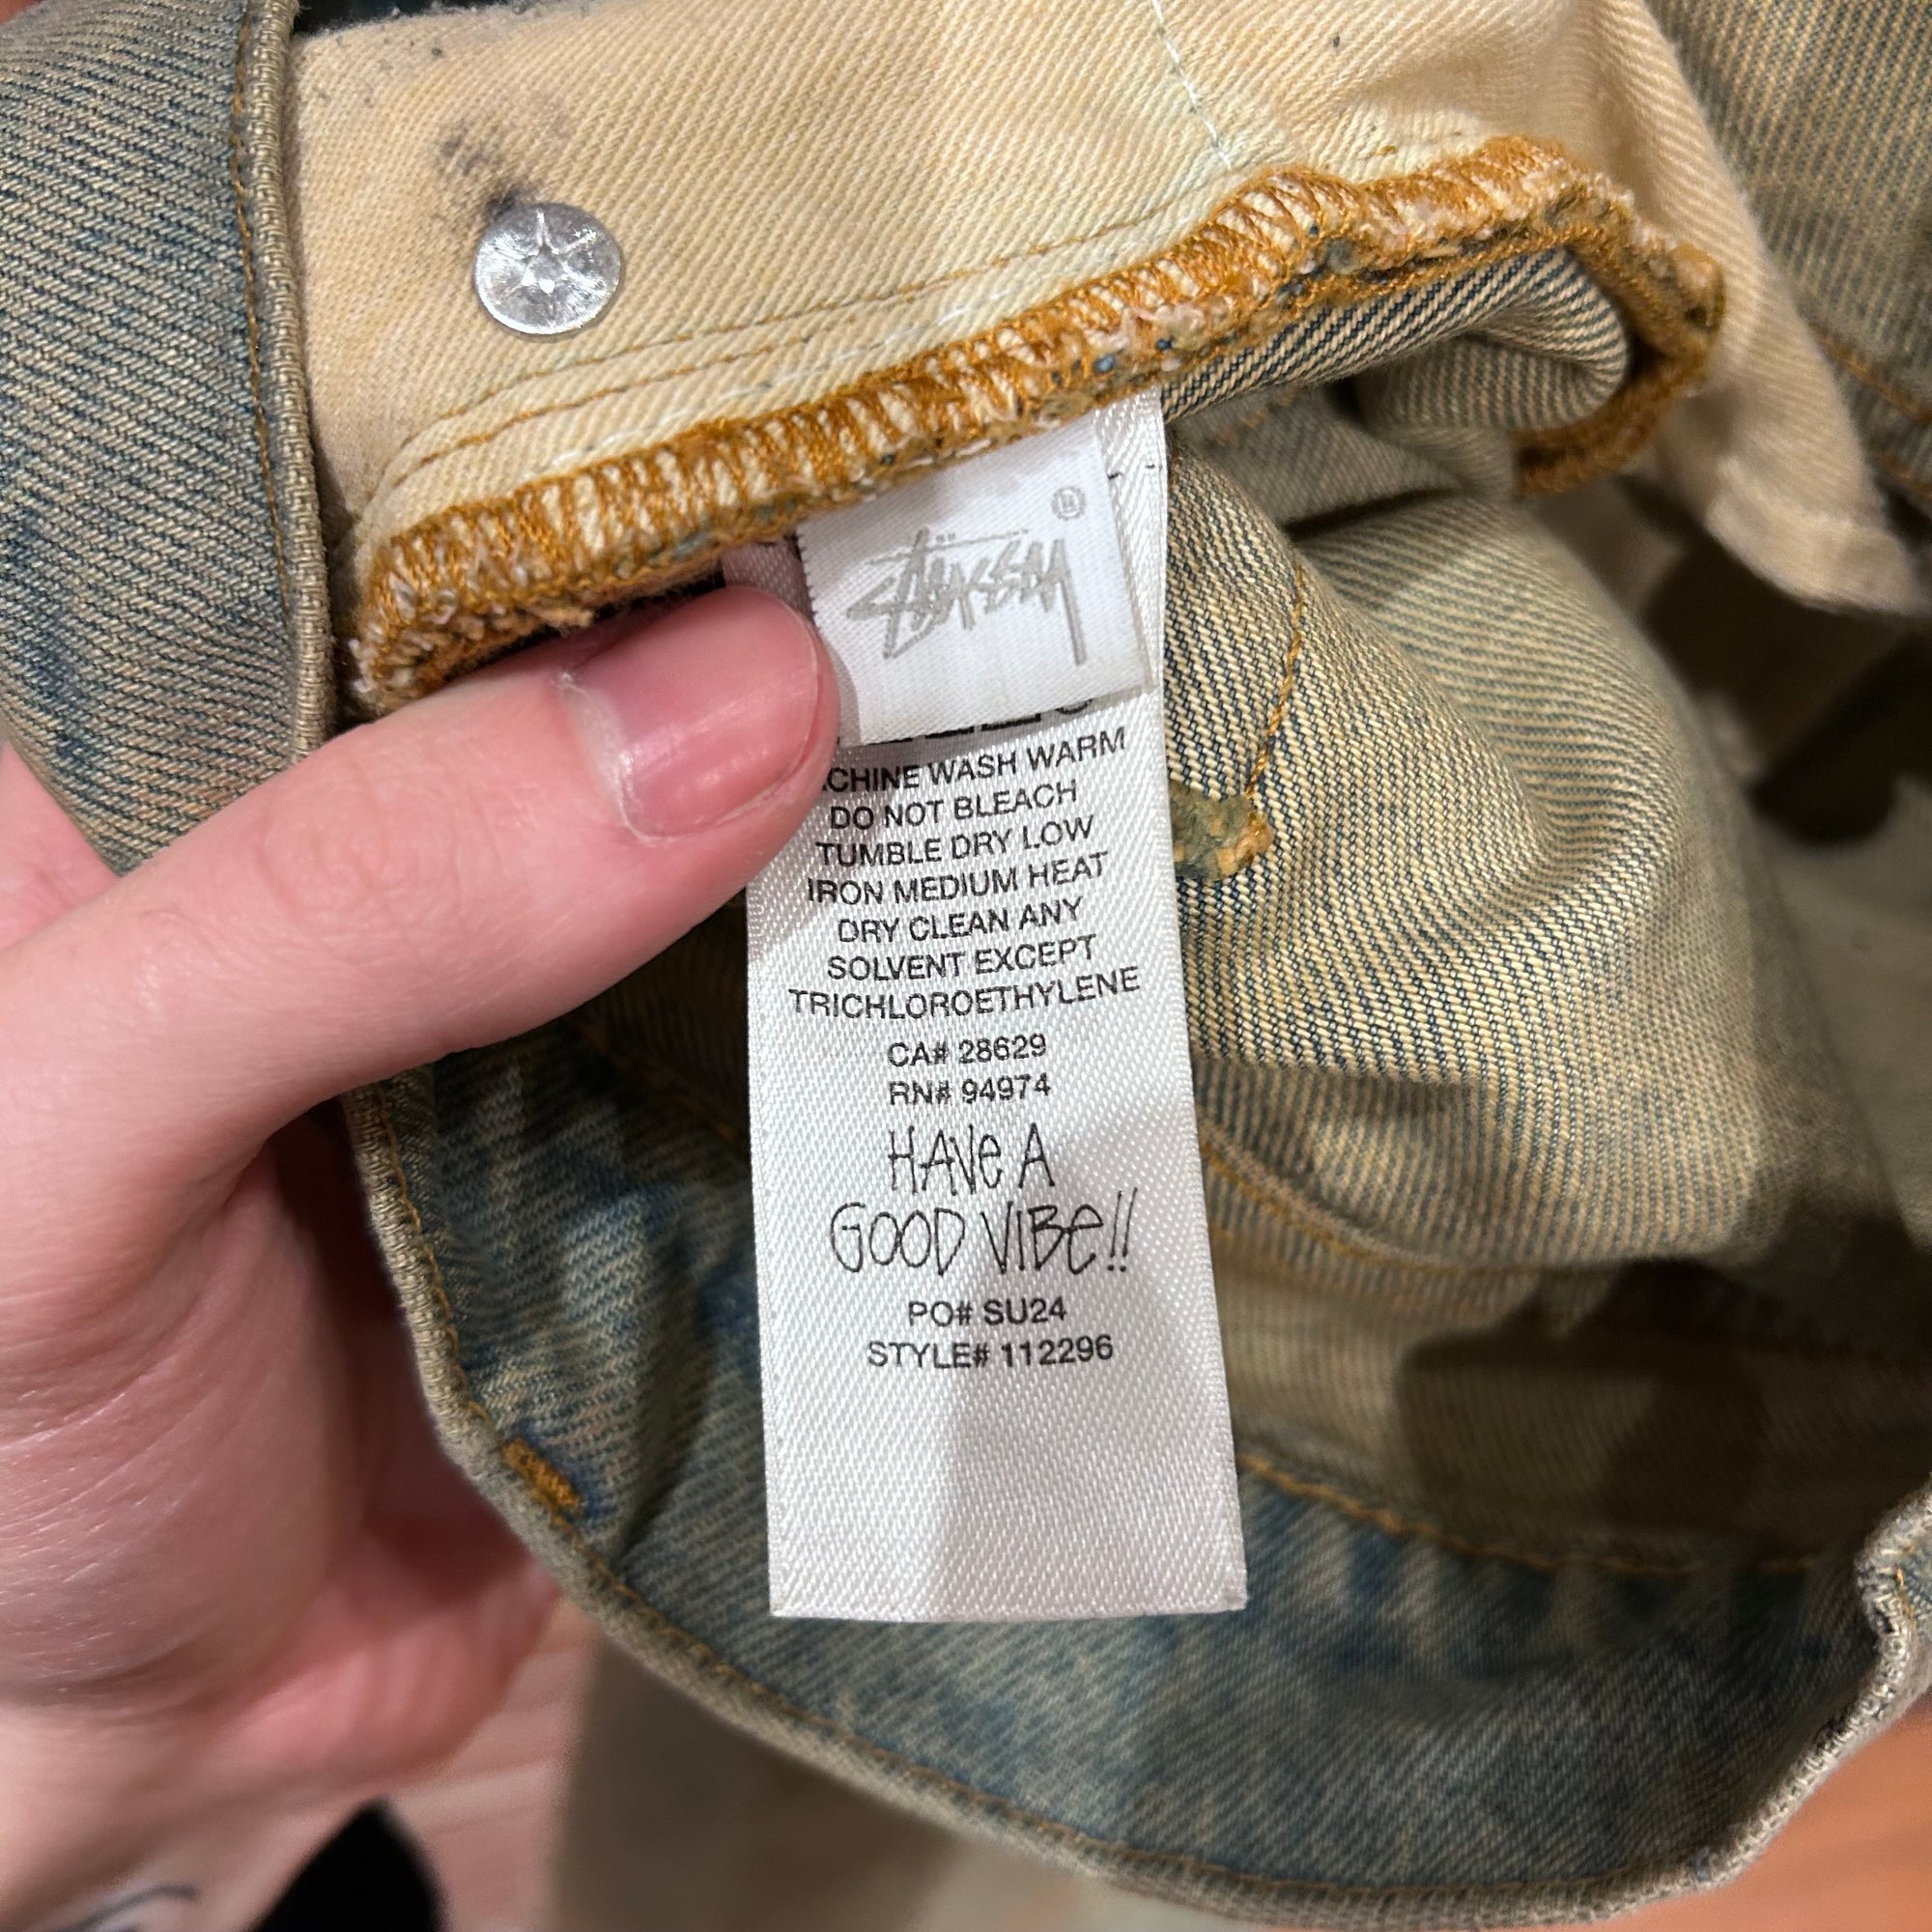 STÜSSY ®
CHINE WASH WARM
DO NOT BLEACH
TUMBLE DRY LOW
IRON MEDIUM HEAT
DRY CLEAN ANY
SOLVENT EXCEPT
TRICHLOROETHYLENE
CA# 28629
RN# 94974
HAVE A
GOOD VIBE!!
PO# SU24
STYLE# 112296